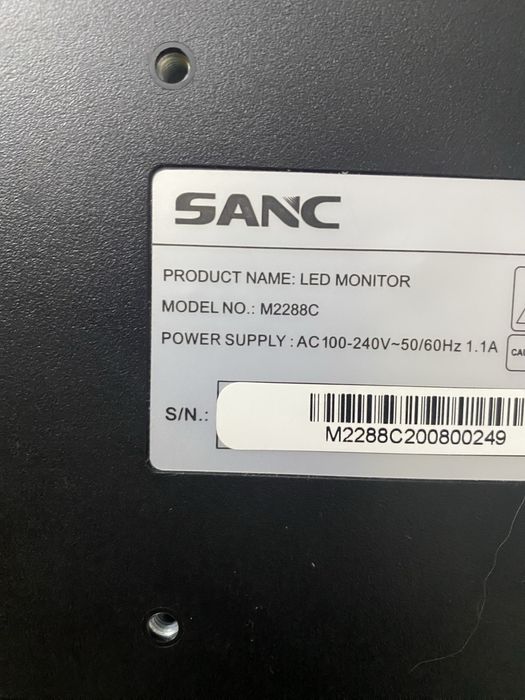 SANC
PRODUCT NAME: LED MONITOR
MODEL NO.: M2288C
POWER SUPPLY : AC100-240V~50/60Hz 1.1A
S/N.:
M2288C200800249